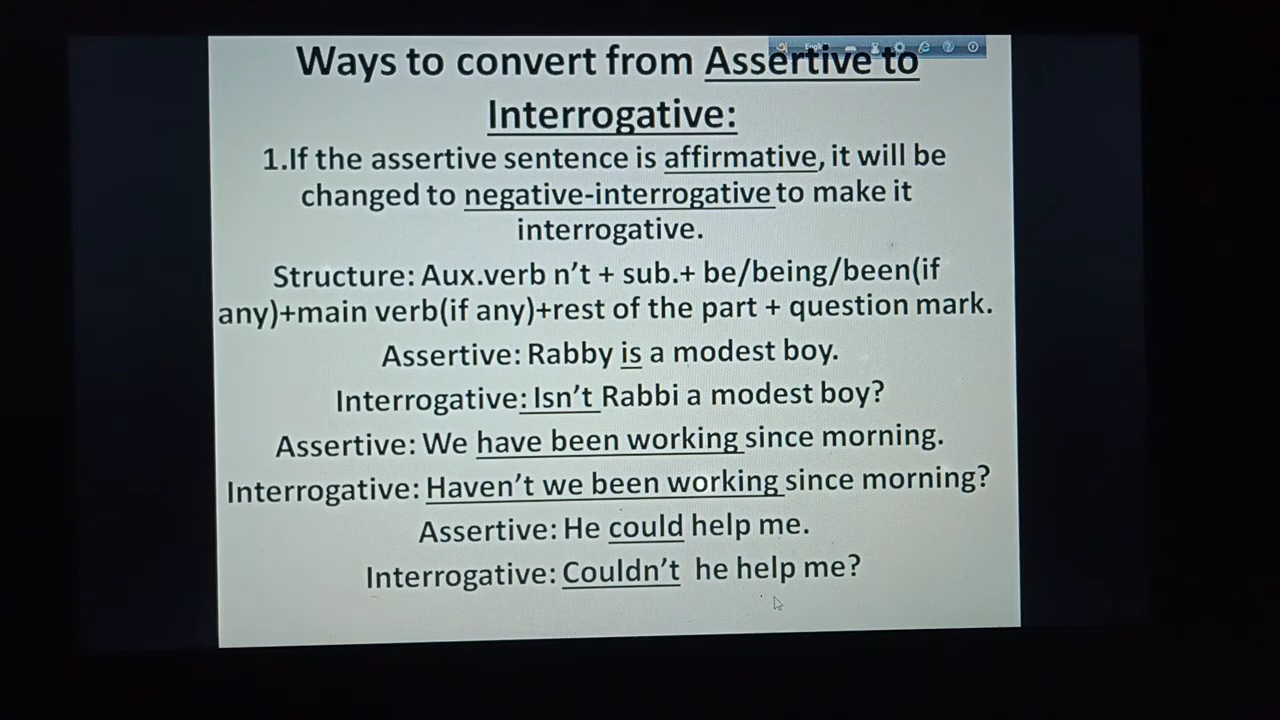 Ways to convert from Assertive to
Interrogative:
1.If the assertive sentence is affirmative, it will be
changed to negative-interrogative to make it
interrogative.
Structure: Aux.verb n’t + sub.+ be/being/been(if
any)+main verb(if any)+rest of the part + question mark.
Assertive: Rabby is a modest boy.
Interrogative: Isn’t Rabbi a modest boy?
Assertive: We have been working since morning.
Interrogative: Haven’t we been working since morning?
Assertive: He could help me.
Interrogative: Couldn’t he help me?